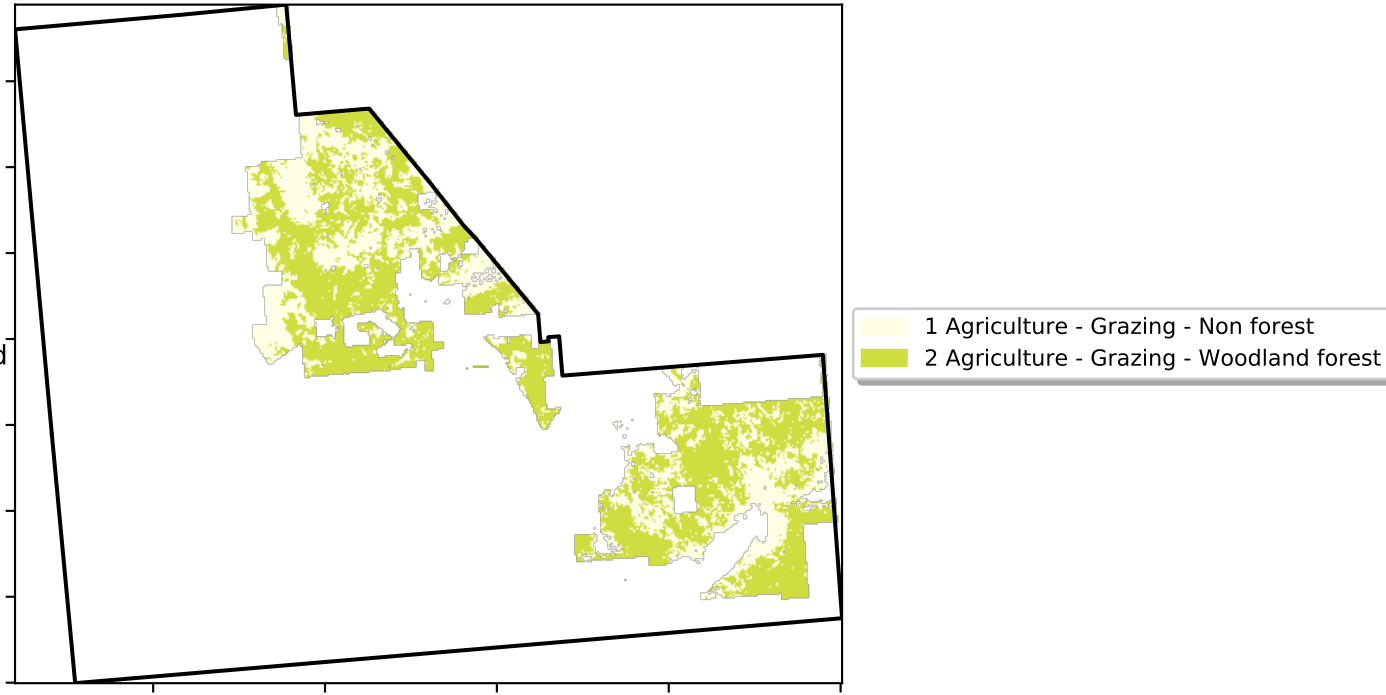 d
1 Agriculture - Grazing - Non forest
2 Agriculture - Grazing - Woodland forest